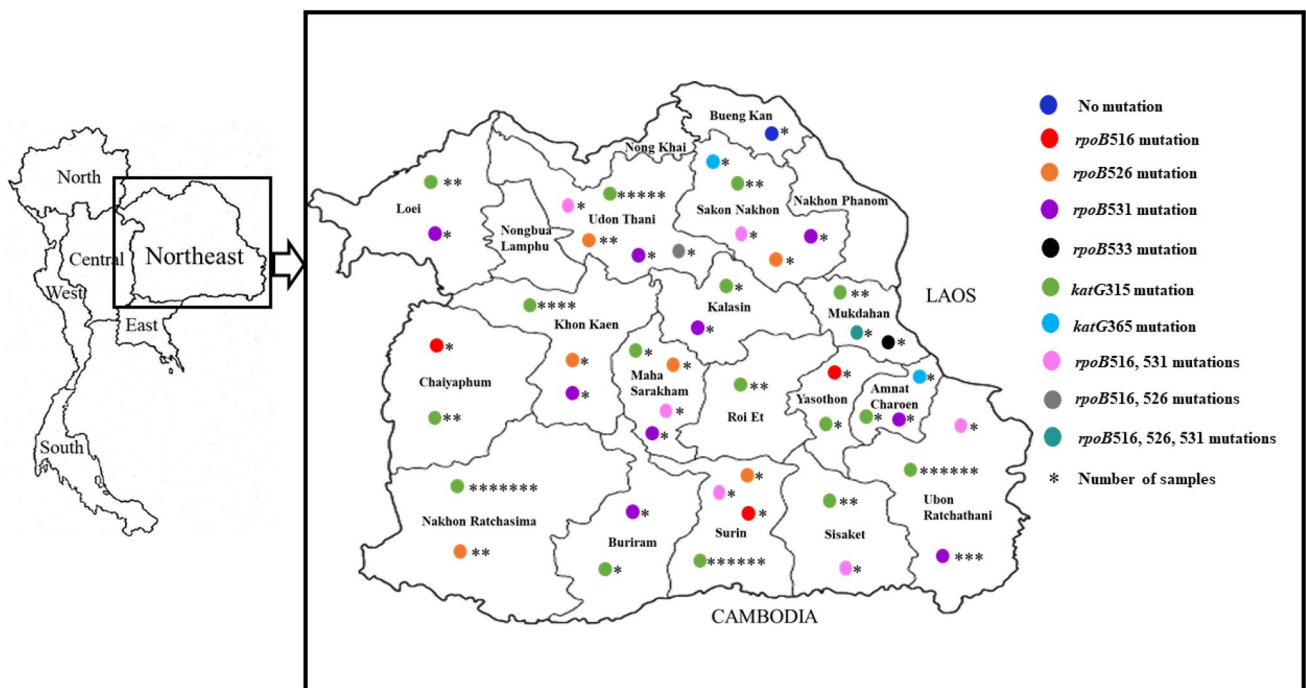 North
Northeast
Central
West
East
South
Bueng Kan
*
Nong Khai
*
Loei
**
*
Nongbua
Lamphu
*****
*
Udon Thani
**
*
*
**
Sakon Nakhon
*
*
Nakhon Phanom
*
LAOS
****
Khon Kaen
*
*
*
Kalasin
*
**
Mukdahan
*
*
*
Chaiyaphum
**
*
*
Maha
Sarakham
*
*
**
Roi Et
*
Yasothon
*
*
Amnat
Charoen
*
*
*
******
Ubon
Ratchathani
***
*******
Nakhon Ratchasima
**
*
Buriram
*
*
*
*
Surin
******
**
Sisaket
*
CAMBODIA
No mutation
rpoB516 mutation
rpoB526 mutation
rpoB531 mutation
rpoB533 mutation
katG315 mutation
katG365 mutation
rpoB516, 531 mutations
rpoB516, 526 mutations
rpoB516, 526, 531 mutations
* Number of samples